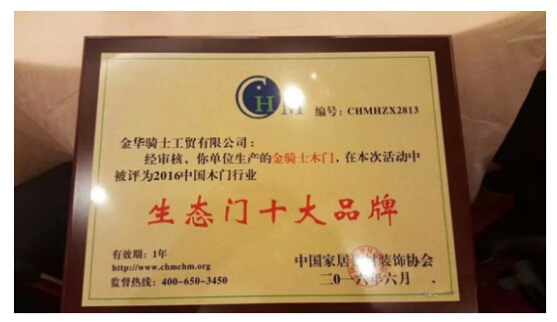 CHM
编号：CHMHZX2813
金华骑士工贸有限公司：
经审核，你单位生产的金骑士木门，在本次活动中
被评为2016中国木门行业
生态门十大品牌
有效期：1年
http://www.chmchm.org
监督热线：400-650-3450
中国家居装饰协会
二0一六年六月